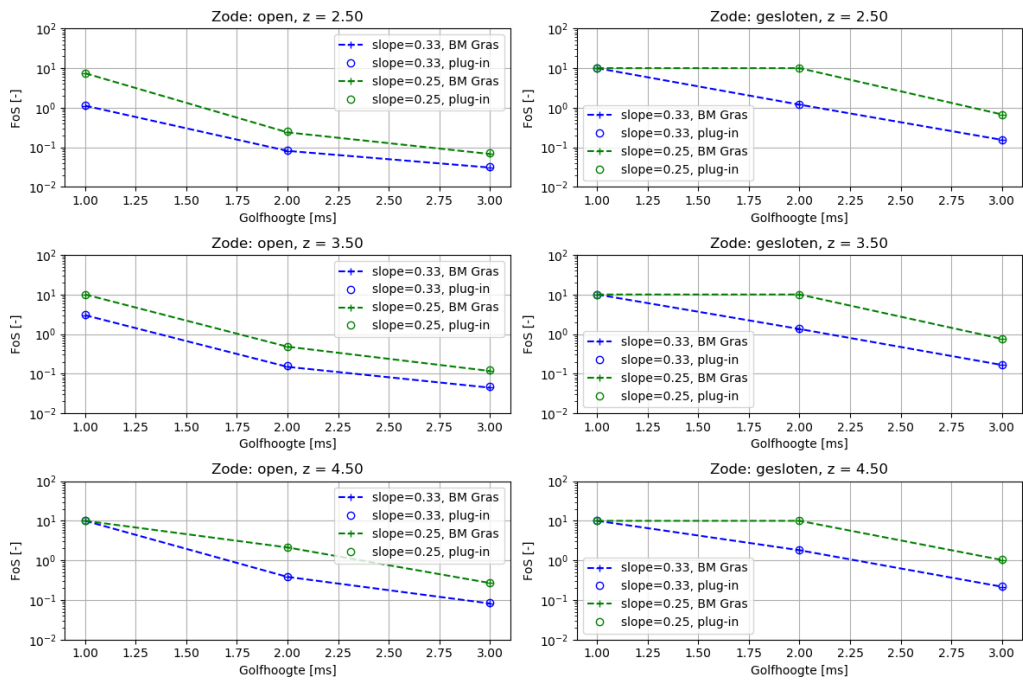 Zode: open, z = 2.50
FoS [-]
10²
10¹
10⁰
10⁻¹
10⁻²
slope=0.33, BM Gras
slope=0.33, plug-in
slope=0.25, BM Gras
slope=0.25, plug-in
1.00 1.25 1.50 1.75 2.00 2.25 2.50 2.75 3.00
Golfhoogte [ms]
Zode: gesloten, z = 2.50
FoS [-]
10²
10¹
10⁰
10⁻¹
10⁻²
slope=0.33, BM Gras
slope=0.33, plug-in
slope=0.25, BM Gras
slope=0.25, plug-in
1.00 1.25 1.50 1.75 2.00 2.25 2.50 2.75 3.00
Golfhoogte [ms]
Zode: open, z = 3.50
FoS [-]
10²
10¹
10⁰
10⁻¹
10⁻²
slope=0.33, BM Gras
slope=0.33, plug-in
slope=0.25, BM Gras
slope=0.25, plug-in
1.00 1.25 1.50 1.75 2.00 2.25 2.50 2.75 3.00
Golfhoogte [ms]
Zode: gesloten, z = 3.50
FoS [-]
10²
10¹
10⁰
10⁻¹
10⁻²
slope=0.33, BM Gras
slope=0.33, plug-in
slope=0.25, BM Gras
slope=0.25, plug-in
1.00 1.25 1.50 1.75 2.00 2.25 2.50 2.75 3.00
Golfhoogte [ms]
Zode: open, z = 4.50
FoS [-]
10²
10¹
10⁰
10⁻¹
10⁻²
slope=0.33, BM Gras
slope=0.33, plug-in
slope=0.25, BM Gras
slope=0.25, plug-in
1.00 1.25 1.50 1.75 2.00 2.25 2.50 2.75 3.00
Golfhoogte [ms]
Zode: gesloten, z = 4.50
FoS [-]
10²
10¹
10⁰
10⁻¹
10⁻²
slope=0.33, BM Gras
slope=0.33, plug-in
slope=0.25, BM Gras
slope=0.25, plug-in
1.00 1.25 1.50 1.75 2.00 2.25 2.50 2.75 3.00
Golfhoogte [ms]